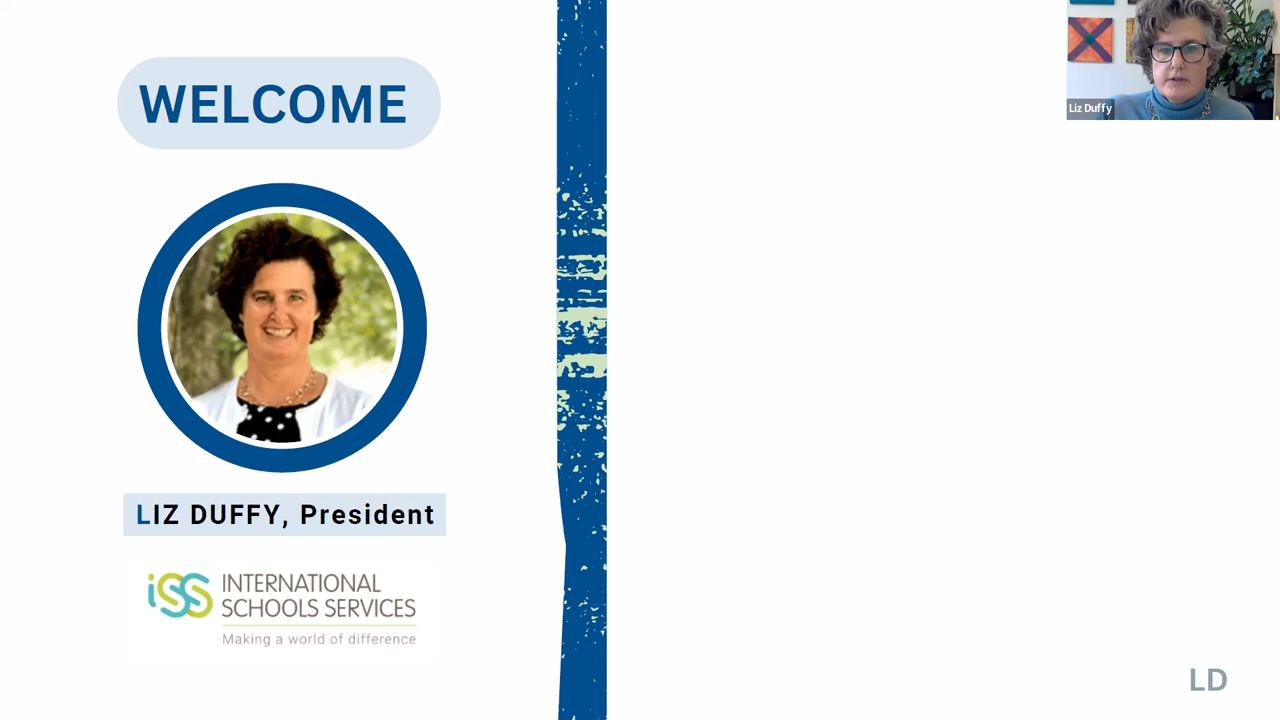 WELCOME
Liz Duffy
LIZ DUFFY, President
iss INTERNATIONAL
SCHOOLS SERVICES
Making a world of difference
LD